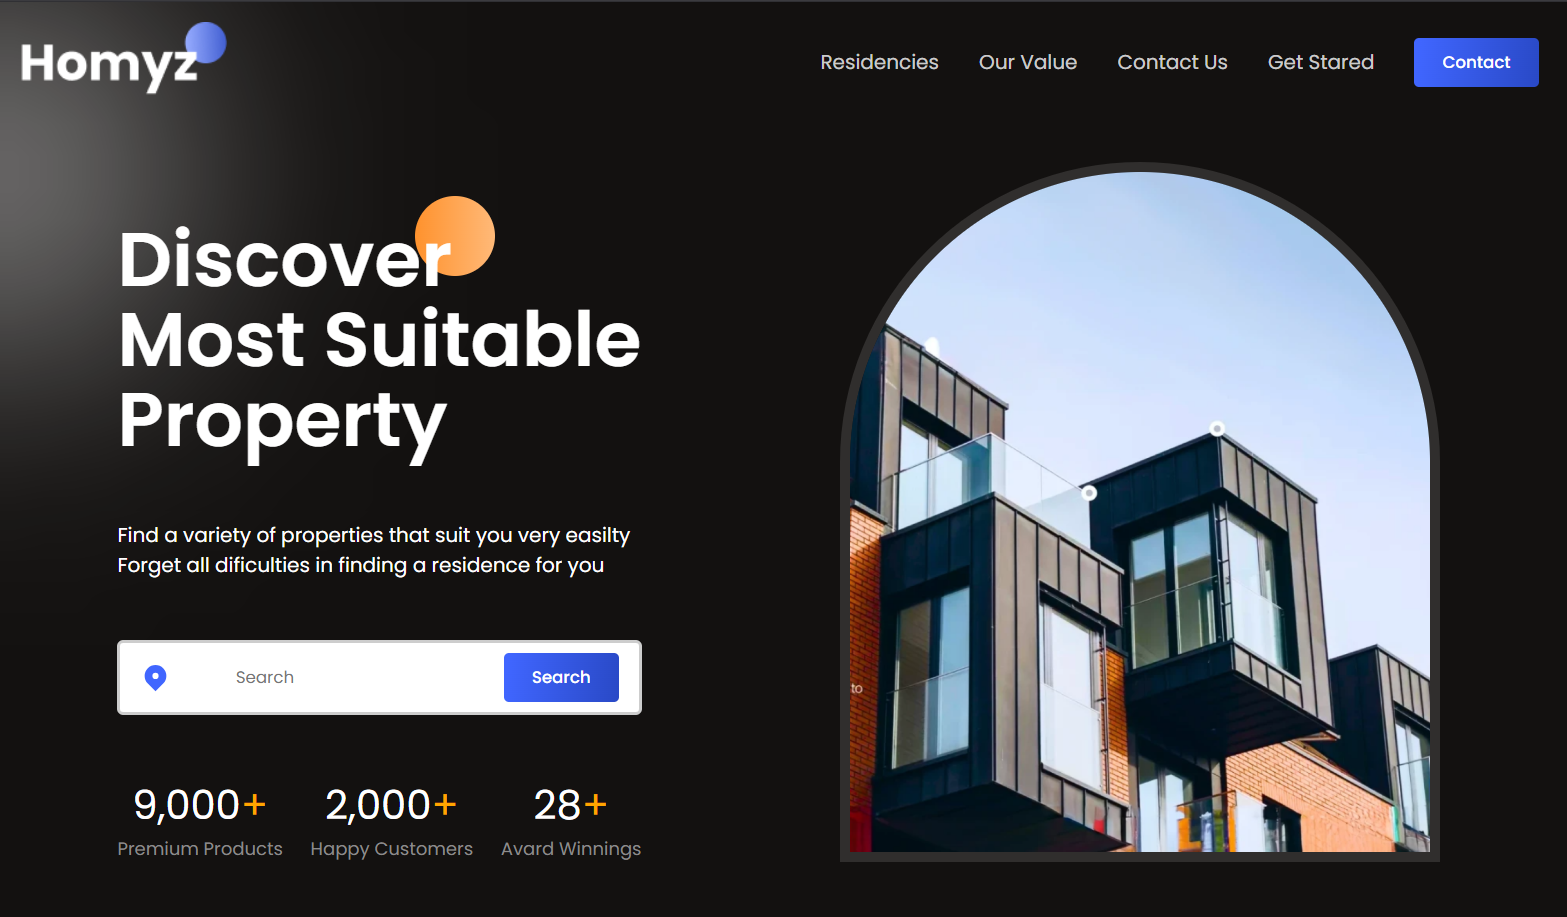 Homyz
Residencies Our Value Contact Us Get Stared Contact
Discover
Most Suitable
Property
Find a variety of properties that suit you very easilty
Forget all dificulties in finding a residence for you
Search Search
9,000+ 2,000+ 28+
Premium Products Happy Customers Avard Winnings
to